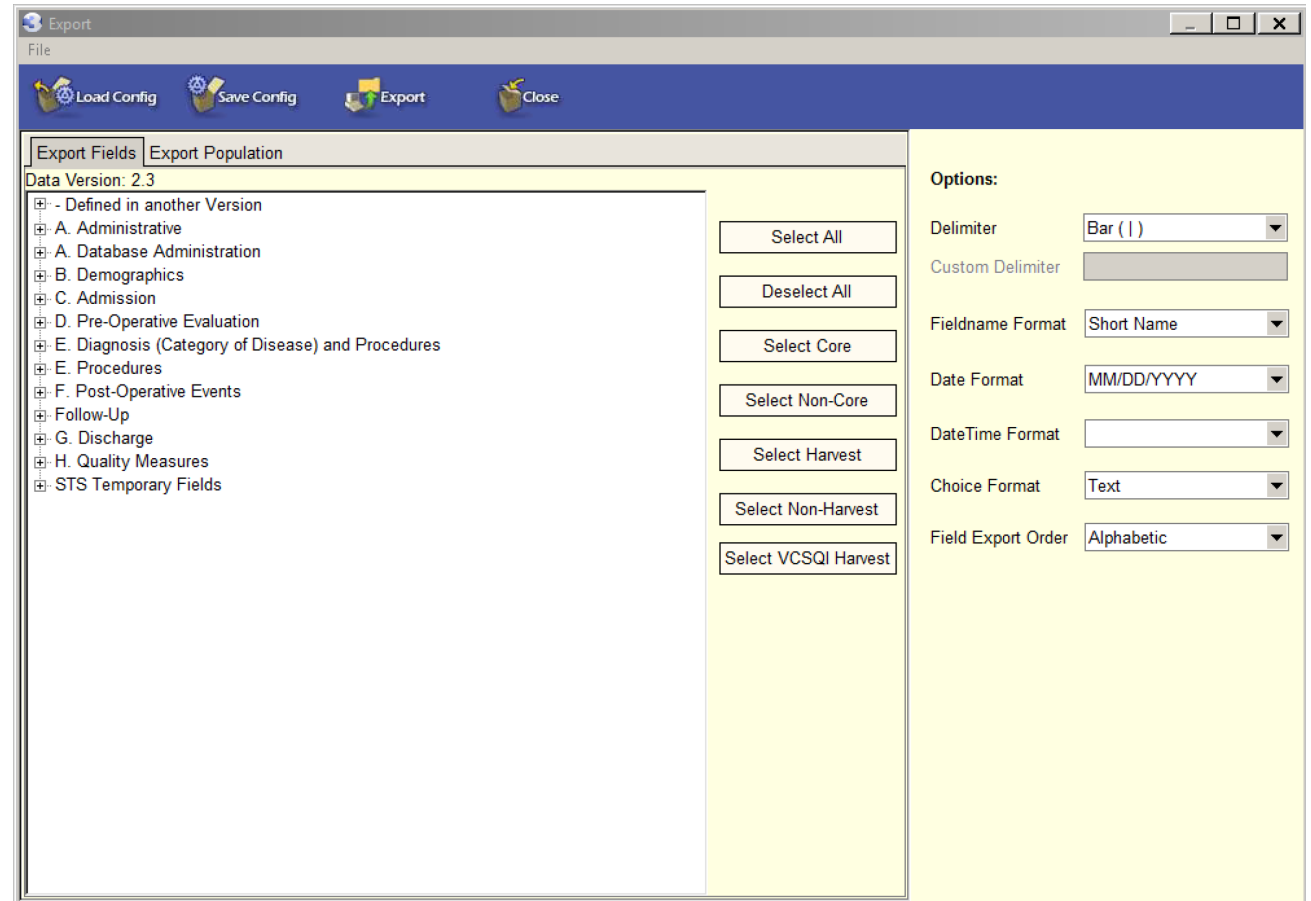 Export
File
Load Config Save Config Export Close
Export Fields Export Population
Data Version: 2.3
- Defined in another Version
A. Administrative
A. Database Administration
B. Demographics
C. Admission
D. Pre-Operative Evaluation
E. Diagnosis (Category of Disease) and Procedures
E. Procedures
F. Post-Operative Events
Follow-Up
G. Discharge
H. Quality Measures
STS Temporary Fields
Select All
Deselect All
Select Core
Select Non-Core
Select Harvest
Select Non-Harvest
Select VCSQI Harvest
Options:
Delimiter Bar ( | )
Custom Delimiter
Fieldname Format Short Name
Date Format MM/DD/YYYY
DateTime Format
Choice Format Text
Field Export Order Alphabetic